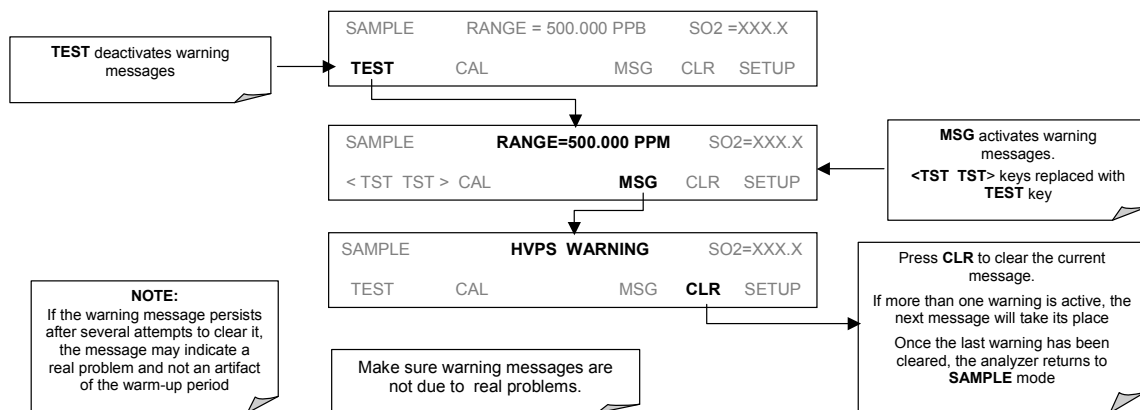 TEST deactivates warning
messages
SAMPLE RANGE = 500.000 PPB SO2 =XXX.X
TEST CAL MSG CLR SETUP
SAMPLE RANGE=500.000 PPM SO2=XXX.X
< TST TST > CAL MSG CLR SETUP
MSG activates warning
messages.
<TST TST> keys replaced with
TEST key
SAMPLE HVPS WARNING SO2=XXX.X
TEST CAL MSG CLR SETUP
Press CLR to clear the current
message.
If more than one warning is active, the
next message will take its place
Once the last warning has been
cleared, the analyzer returns to
SAMPLE mode
NOTE:
If the warning message persists
after several attempts to clear it,
the message may indicate a
real problem and not an artifact
of the warm-up period
Make sure warning messages are
not due to real problems.